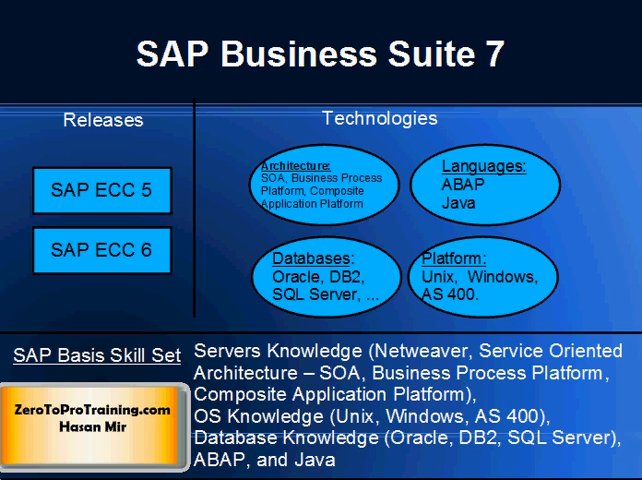 SAP Business Suite 7
Releases
Technologies
SAP ECC 5
SAP ECC 6
Architecture:
SOA, Business Process
Platform, Composite
Application Platform
Languages:
ABAP
Java
Databases:
Oracle, DB2,
SQL Server, ...
Platform:
Unix, Windows,
AS 400.
SAP Basis Skill Set
Servers Knowledge (Netweaver, Service Oriented
Architecture – SOA, Business Process Platform,
Composite Application Platform),
OS Knowledge (Unix, Windows, AS 400),
Database Knowledge (Oracle, DB2, SQL Server),
ABAP, and Java
ZeroToProTraining.com
Hasan Mir